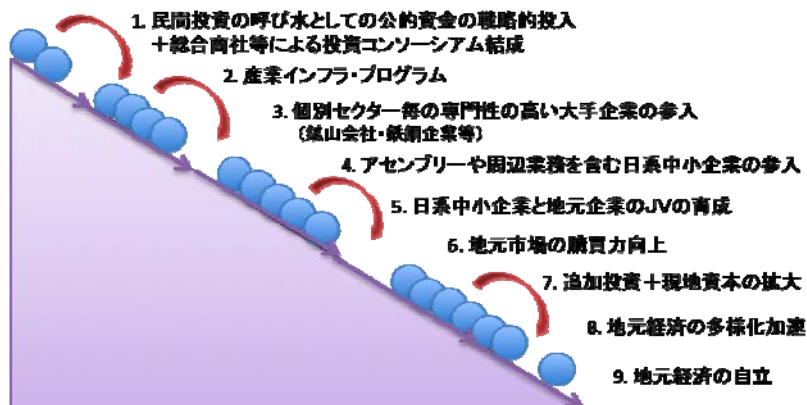 1. 民間投資の呼び水としての公的資金の戦略的投入
＋総合商社等による投資コンソーシアム結成
2. 産業インフラ・プログラム
3. 個別セクター毎の専門性の高い大手企業の参入
（鉱山会社・鉄鋼企業等）
4. アセンブリーや周辺業務を含む日系中小企業の参入
5. 日系中小企業と地元企業のJVの育成
6. 地元市場の購買力向上
7. 追加投資＋現地資本の拡大
8. 地元経済の多様化加速
9. 地元経済の自立